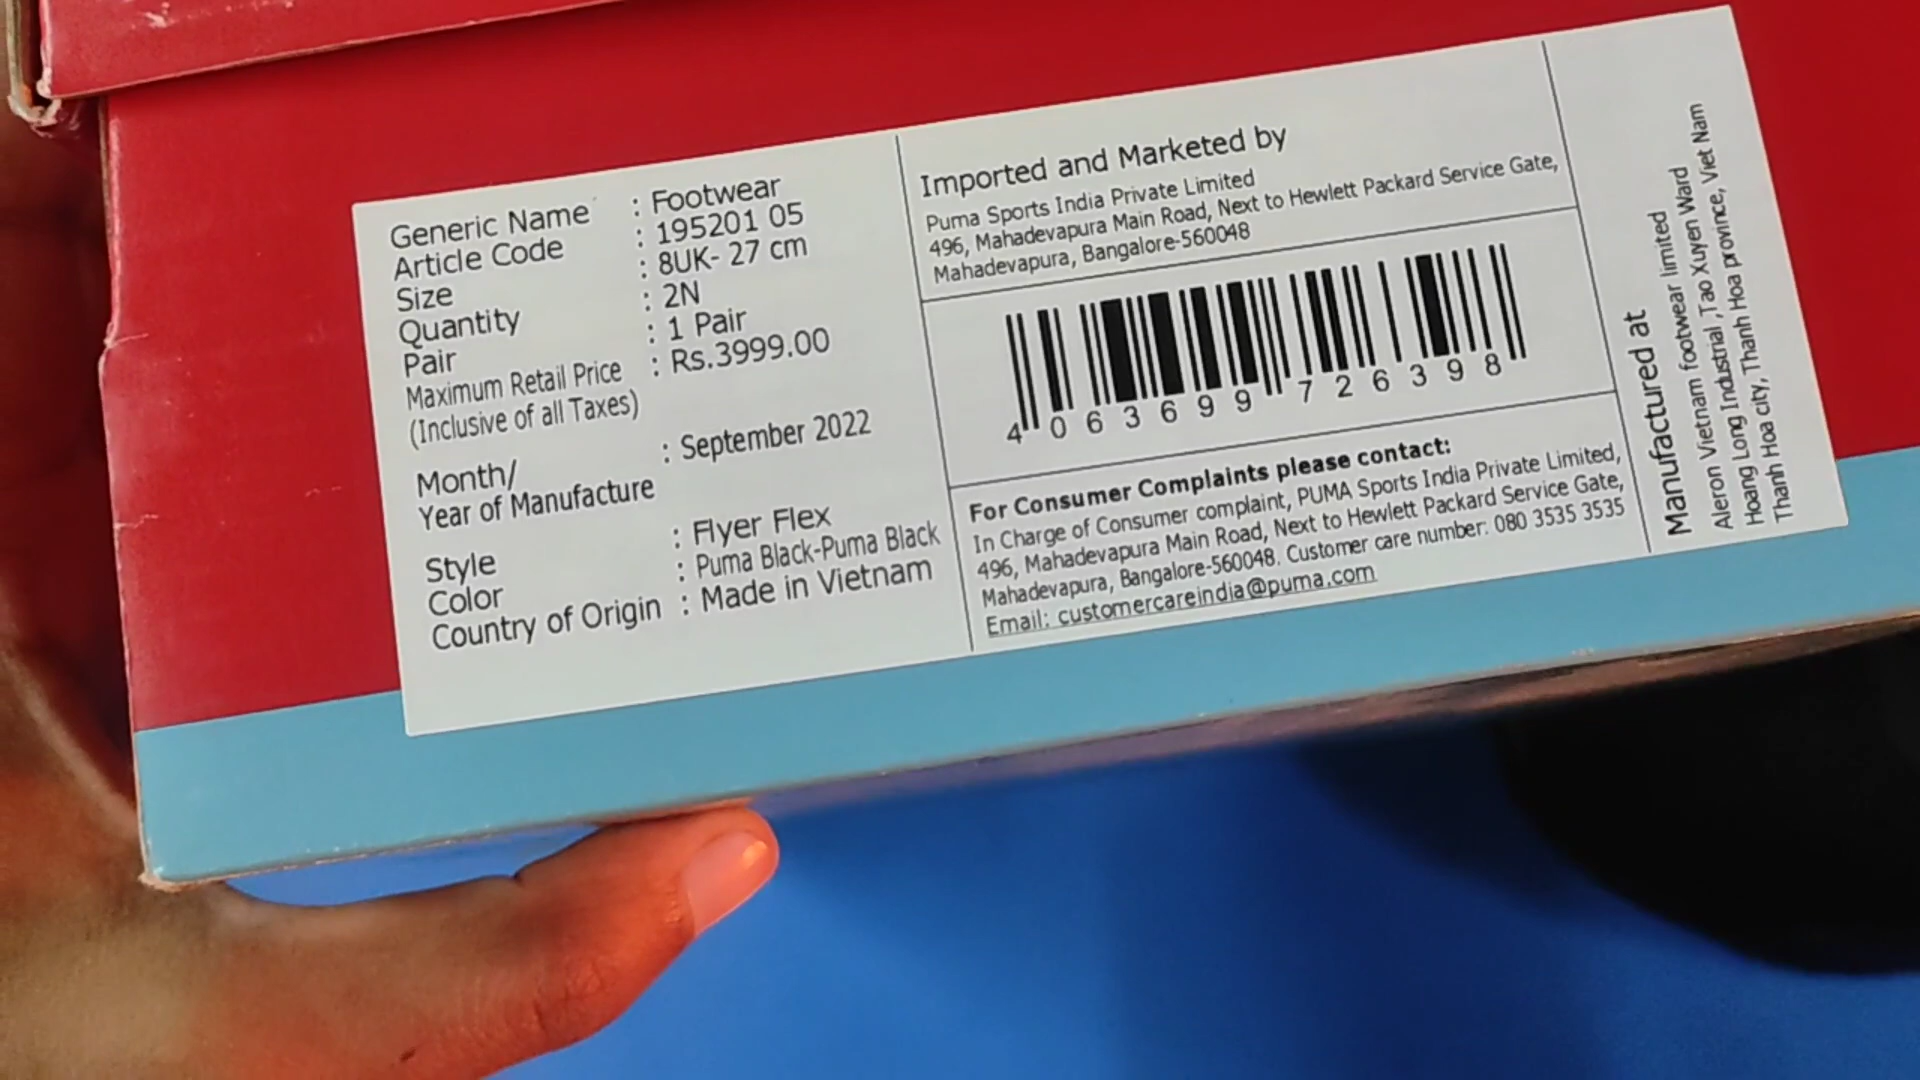 Generic Name : Footwear
Article Code : 195201 05
Size : 8UK- 27 cm
Quantity : 2N
Pair : 1 Pair
Maximum Retail Price : Rs.3999.00
(Inclusive of all Taxes)
Month/
Year of Manufacture : September 2022
Style : Flyer Flex
Color : Puma Black-Puma Black
Country of Origin : Made in Vietnam
Imported and Marketed by
Puma Sports India Private Limited
496, Mahadevapura Main Road, Next to Hewlett Packard Service Gate,
Mahadevapura, Bangalore-560048
4 063699 726398
For Consumer Complaints please contact:
In Charge of Consumer complaint, PUMA Sports India Private Limited,
496, Mahadevapura Main Road, Next to Hewlett Packard Service Gate,
Mahadevapura, Bangalore-560048. Customer care number: 080 3535 3535
Email: customercareindia@puma.com
Manufactured at
Aleron Vietnam footwear limited
Hoang Long Industrial ,Tao Xuyen Ward
Thanh Hoa city, Thanh Hoa province, Viet Nam